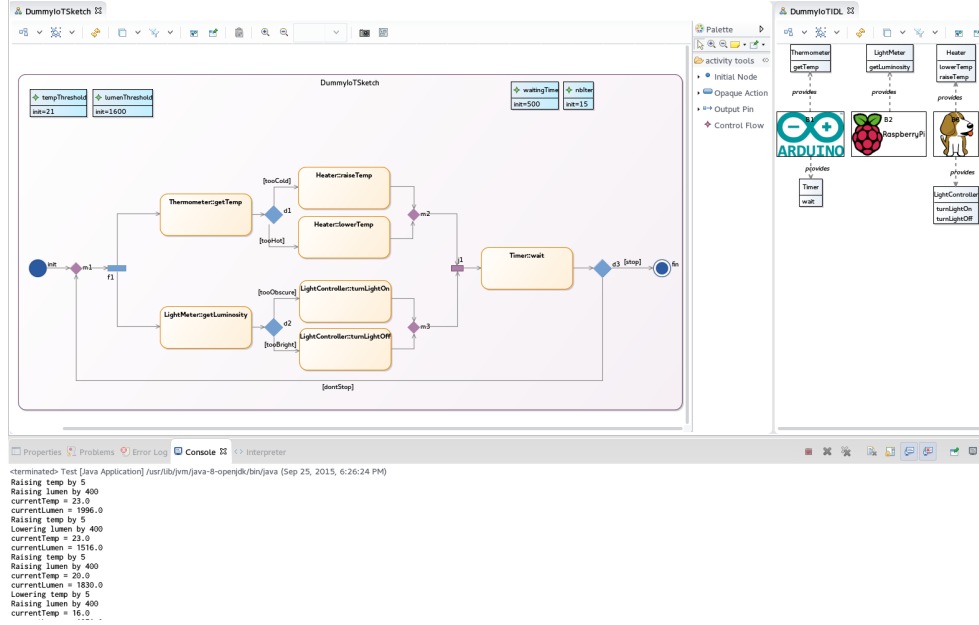 DummyIoTSketch
DummyIoTIDL
Palette
activity tools
Initial Node
Opaque Action
Output Pin
Control Flow
DummyIoTSketch
tempThreshold
init=21
lumenThreshold
init=1600
waitingTime
init=500
nbIter
init=15
[tooCold]
Heater::raiseTemp
Thermometer::getTemp
d1
m2
Heater::lowerTemp
[tooHot]
init
m1
f1
j1
Timer::wait
d3
[stop]
fin
[tooObscure]
LightController::turnLightOn
LightMeter::getLuminosity
d2
m3
LightController::turnLightOff
[tooBright]
[dontStop]
Thermometer
getTemp
LightMeter
getLuminosity
Heater
lowerTemp
raiseTemp
provides
provides
provides
B1
ARDUINO
B2
RaspberryPi
provides
provides
Timer
wait
LightController
turnLightOn
turnLightOff
Properties
Problems
Error Log
Console
Interpreter
<terminated> Test [Java Application] /usr/lib/jvm/java-8-openjdk/bin/java (Sep 25, 2015, 6:26:24 PM)
Raising temp by 5
Raising lumen by 400
currentTemp = 23.0
currentLumen = 1996.0
Raising temp by 5
Lowering lumen by 400
currentTemp = 23.0
currentLumen = 1516.0
Raising temp by 5
Raising lumen by 400
currentTemp = 20.0
currentLumen = 1830.0
Lowering temp by 5
Raising lumen by 400
currentTemp = 16.0